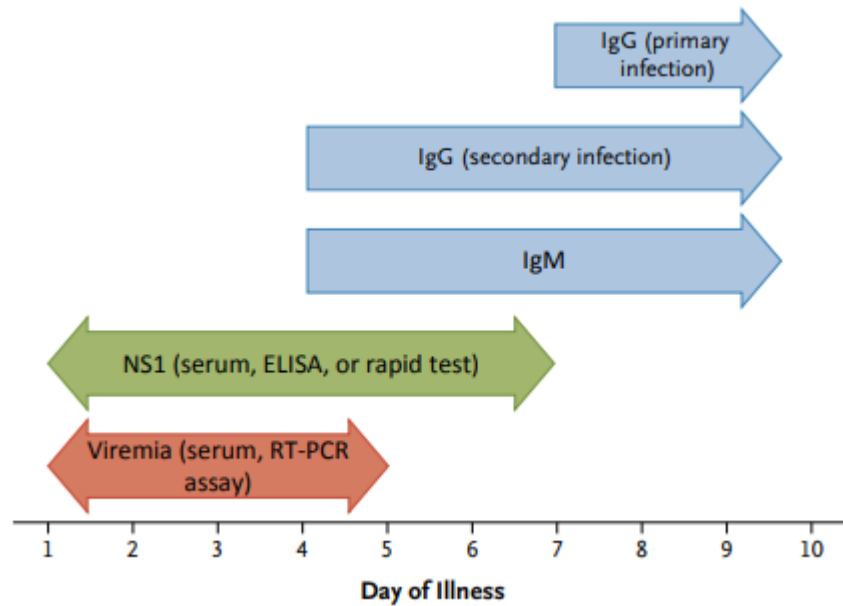 IgG (primary
infection)
IgG (secondary infection)
IgM
NS1 (serum, ELISA, or rapid test)
Viremia (serum, RT-PCR
assay)
1 2 3 4 5 6 7 8 9 10
Day of Illness